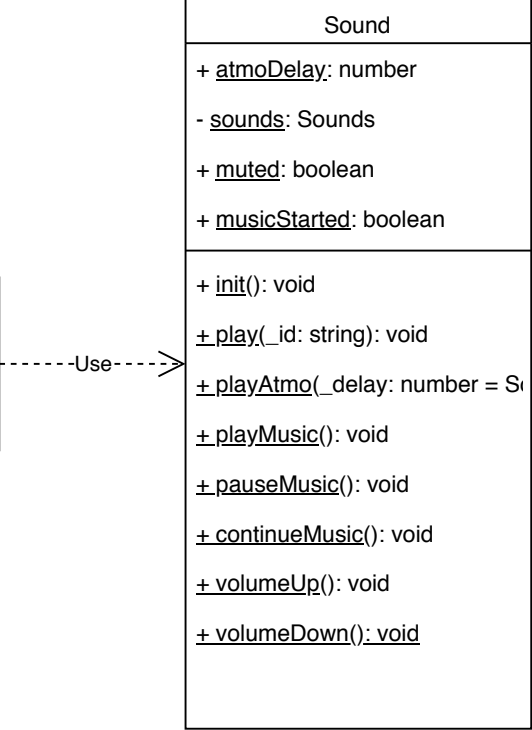 Sound
+ atmoDelay: number
- sounds: Sounds
+ muted: boolean
+ musicStarted: boolean
+ init(): void
+ play(_id: string): void
Use
+ playAtmo(_delay: number =
+ playMusic(): void
+ pauseMusic(): void
+ continueMusic(): void
+ volumeUp(): void
+ volumeDown(): void